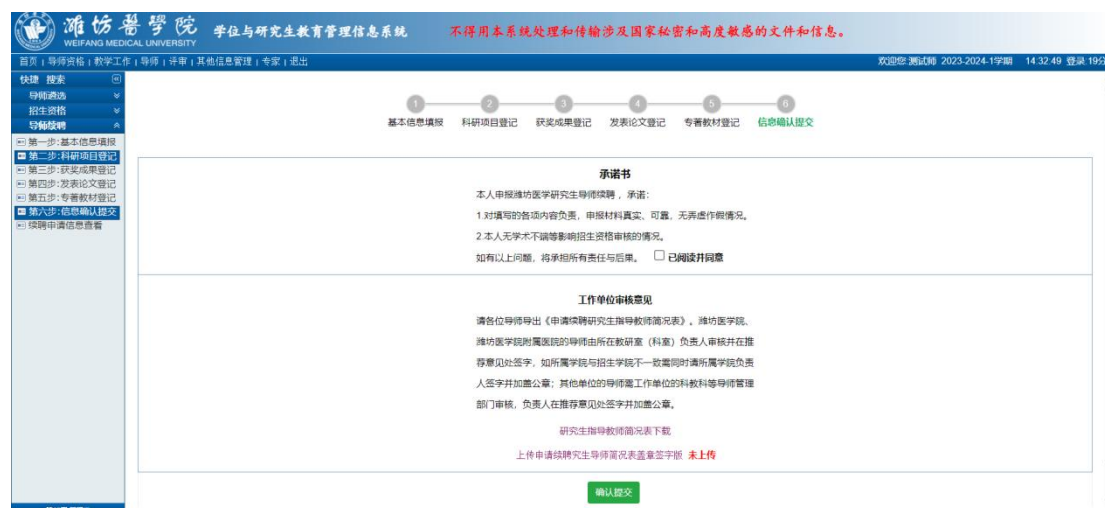 潍坊醫學院 学位与研究生教育管理信息系统 不得用本系统处理和传输涉及国家秘密和高度敏感的文件和信息。
WEIFANG MEDICAL UNIVERSITY
首页 | 导师资格 | 教学工作 | 导师 | 评审 | 其他信息管理 | 专家 | 退出 欢迎您:测试师 2023-2024-1学期 14:32:49 登录:19分
快捷 搜索
导师遴选
招生资格
导师续聘
第一步:基本信息填报
第二步:科研项目登记
第三步:获奖成果登记
第四步:发表论文登记
第五步:专著教材登记
第六步:信息确认提交
续聘申请信息查看
1 2 3 4 5 6
基本信息填报 科研项目登记 获奖成果登记 发表论文登记 专著教材登记 信息确认提交
承诺书
本人申报潍坊医学研究生导师续聘，承诺：
1.对填写的各项内容负责，申报材料真实、可靠，无弄虚作假情况。
2.本人无学术不端等影响招生资格审核的情况。
如有以上问题，将承担所有责任与后果。 已阅读并同意
工作单位审核意见
请各位导师导出《申请续聘研究生指导教师简况表》。潍坊医学院、
潍坊医学院附属医院的导师由所在教研室（科室）负责人审核并在推
荐意见处签字，如所属学院与招生学院不一致需同时请所属学院负责
人签字并加盖公章；其他单位的导师需工作单位的科教科等导师管理
部门审核，负责人在推荐意见处签字并加盖公章。
研究生指导教师简况表下载
上传申请续聘究生导师简况表盖章签字版 未上传
确认提交